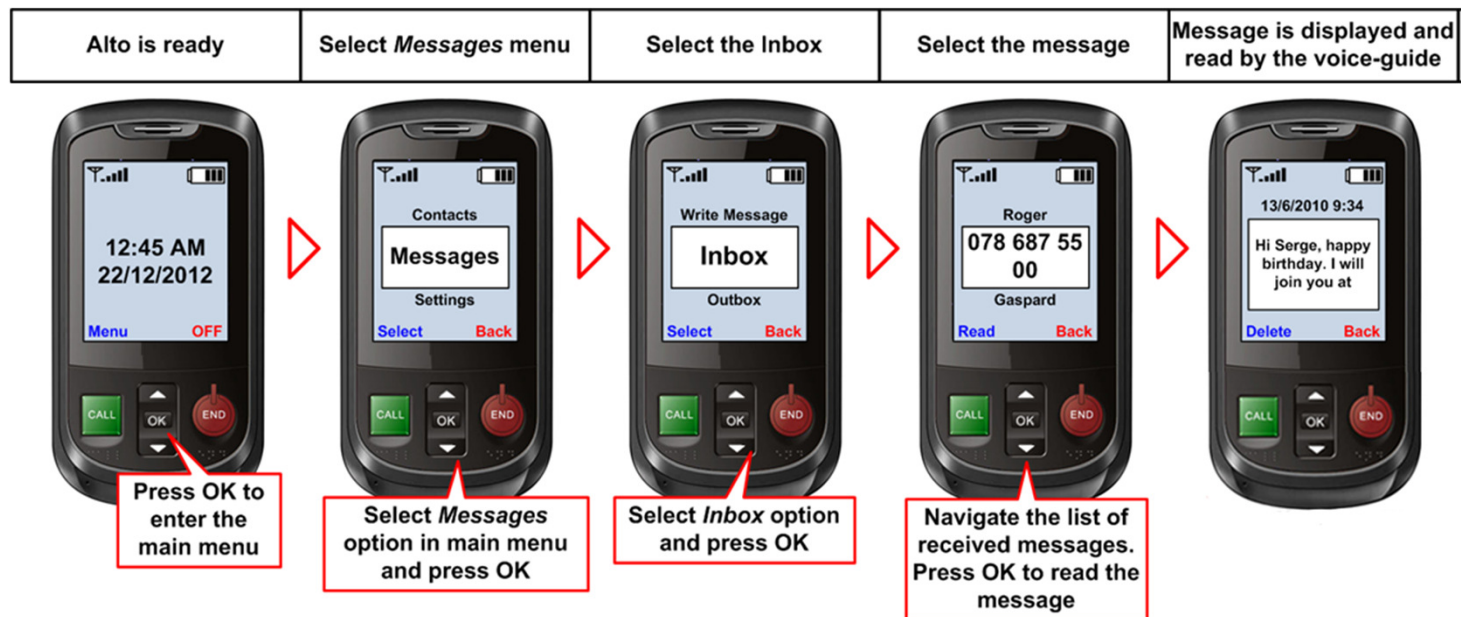 Alto is ready
Select Messages menu
Select the Inbox
Select the message
Message is displayed and
read by the voice-guide
12:45 AM
22/12/2012
Menu OFF
CALL OK END
Press OK to
enter the
main menu
Contacts
Messages
Settings
Select Back
CALL OK END
Select Messages
option in main menu
and press OK
Write Message
Inbox
Outbox
Select Back
CALL OK END
Select Inbox option
and press OK
Roger
078 687 55
00
Gaspard
Read Back
CALL OK END
Navigate the list of
received messages.
Press OK to read the
message
13/6/2010 9:34
Hi Serge, happy
birthday. I will
join you at
Delete Back
CALL OK END